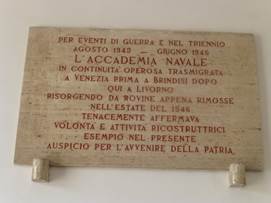 PER EVENTI DI GUERRA E NEL TRIENNIO
AGOSTO 1943 — GIUGNO 1946
L'ACCADEMIA NAVALE
IN CONTINUITÀ OPEROSA TRASMIGRATA
A VENEZIA PRIMA A BRINDISI DOPO
QUI A LIVORNO
RISORGENDO DA ROVINE APPENA RIMOSSE
NELL'ESTATE DEL 1946
TENACEMENTE AFFERMAVA
VOLONTÀ E ATTIVITÀ RICOSTRUTTRICI
ESEMPIO NEL PRESENTE
AUSPICIO PER L'AVVENIRE DELLA PATRIA